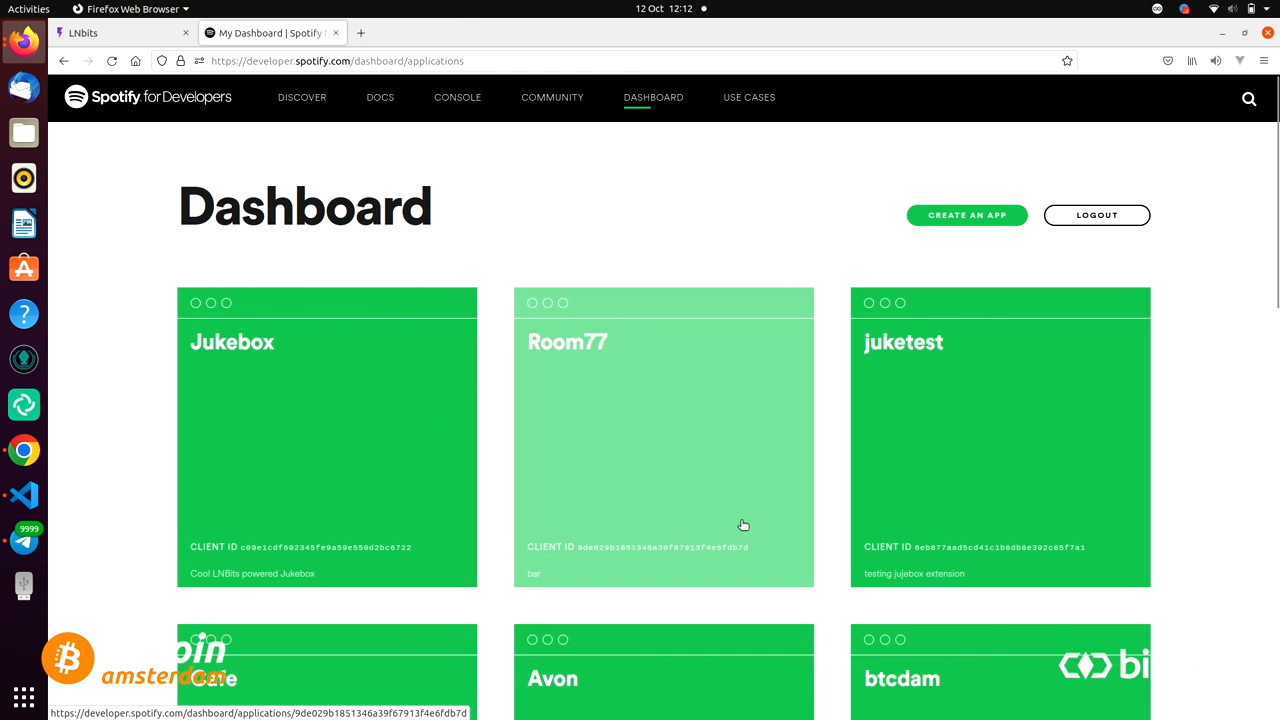 Activities
Firefox Web Browser
12 Oct 12:12
LNbits
My Dashboard | Spotify f
https://developer.spotify.com/dashboard/applications
Spotify for Developers
DISCOVER
DOCS
CONSOLE
COMMUNITY
DASHBOARD
USE CASES
Dashboard
CREATE AN APP
LOGOUT
Jukebox
Room77
juketest
CLIENT ID c09e1cdf692345fe9a59e550d2bc6722
CLIENT ID 9de029b1851346a39f67913f4e6fdb7d
CLIENT ID 6eb877aad5cd41c1b8db8e392c65f7a1
Cool LNBits powered Jukebox
bar
testing jujebox extension
9999
amsterdam
Avon
btcdam
bi
https://developer.spotify.com/dashboard/applications/9de029b1851346a39f67913f4e6fdb7d